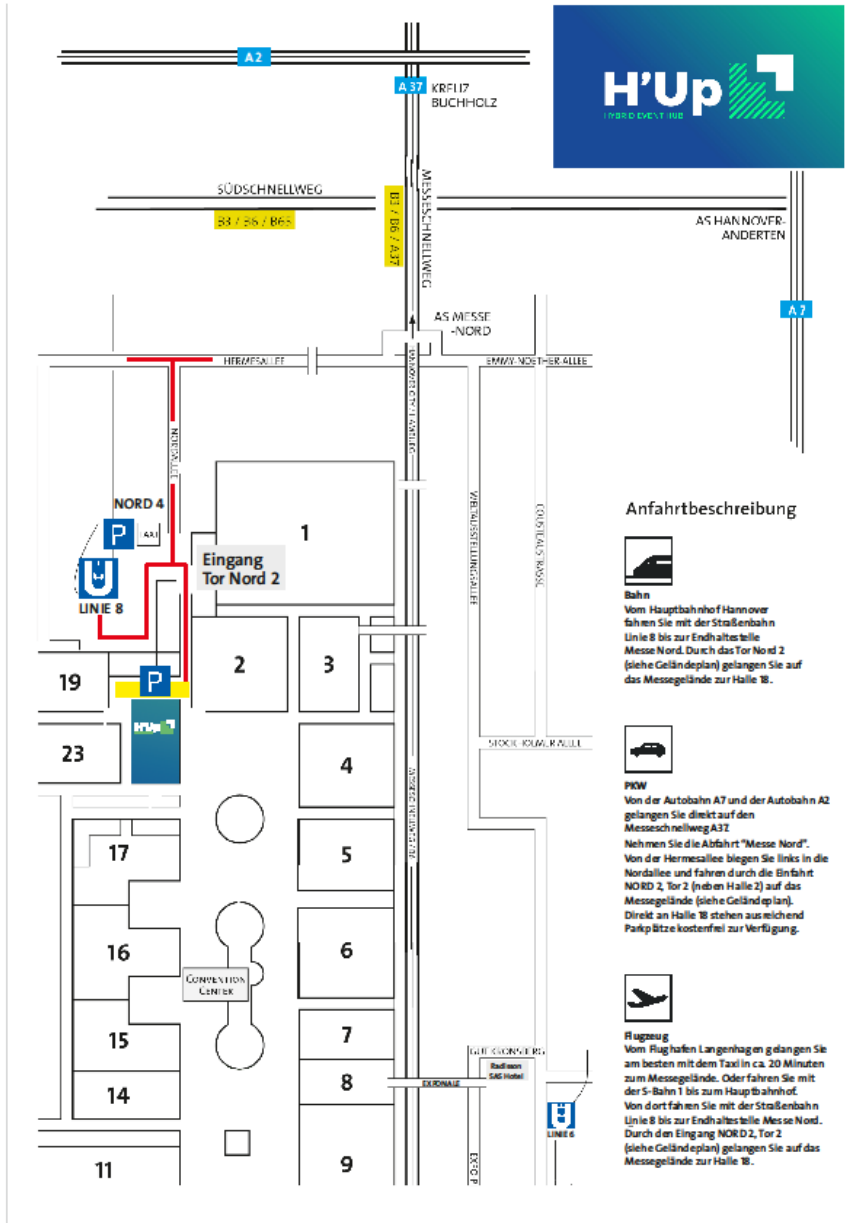 A2
A 37
KREUZ
BUCHHOLZ
H'Up
HYBRID EVENT HUB
SÜDSCHNELLWEG
B3 / B6 / B65
B3 / B6 / A37
MESSESCHNELLWEG
AS HANNOVER-
ANDERTEN
A 7
AS MESSE
-NORD
HERMESALLEE
EMMY-NOETHER-ALLEE
NORDALLEE
WELTAUSSTELLUNGSALLEE
NORD 4
P
TAXI
LINIE 8
Eingang
Tor Nord 2
1
2
3
19
P
H'Up
23
4
STOCKHOLMER ALLEE
17
5
16
6
CONVENTION
CENTER
15
7
14
8
EXPONALE
GUT KRONSBERG
Radisson
SAS Hotel
LINIE 6
11
9
Anfahrtbeschreibung
Bahn
Vom Hauptbahnhof Hannover
fahren Sie mit der Straßenbahn
Linie 8 bis zur Endhaltestelle
Messe Nord. Durch das Tor Nord 2
(siehe Geländeplan) gelangen Sie auf
das Messegelände zur Halle 18.
PKW
Von der Autobahn A7 und der Autobahn A2
gelangen Sie direkt auf den
Messeschnellweg A37.
Nehmen Sie die Abfahrt "Messe Nord".
Von der Hermesallee biegen Sie links in die
Nordallee und fahren durch die Einfahrt
NORD 2, Tor 2 (neben Halle 2) auf das
Messegelände (siehe Geländeplan).
Direkt an Halle 18 stehen ausreichend
Parkplätze kostenfrei zur Verfügung.
Flugzeug
Vom Flughafen Langenhagen gelangen Sie
am besten mit dem Taxi in ca. 20 Minuten
zum Messegelände. Oder fahren Sie mit
der S-Bahn 1 bis zum Hauptbahnhof.
Von dort fahren Sie mit der Straßenbahn
Linie 8 bis zur Endhaltestelle Messe Nord.
Durch den Eingang NORD 2, Tor 2
(siehe Geländeplan) gelangen Sie auf das
Messegelände zur Halle 18.